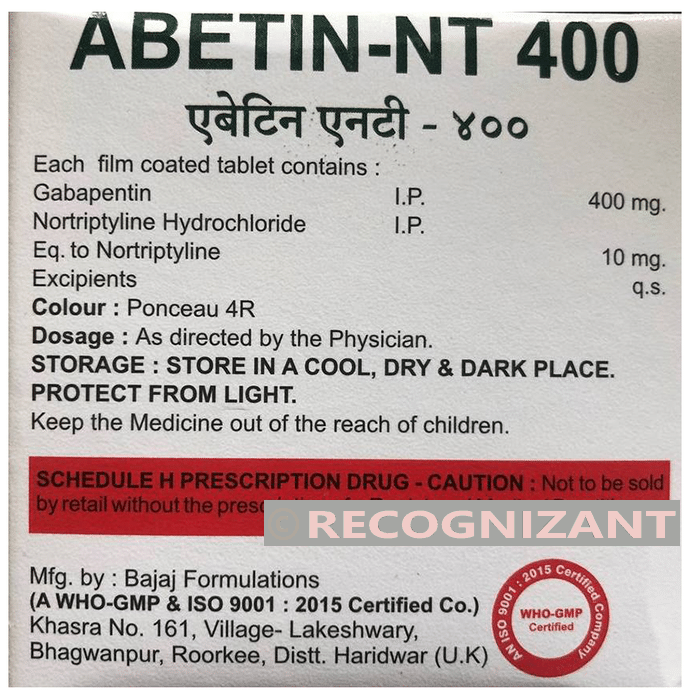 ABETIN-NT 400
एबेटिन एनटी - ४००
Each film coated tablet contains :
Gabapentin I.P. 400 mg.
Nortriptyline Hydrochloride I.P.
Eq. to Nortriptyline 10 mg.
Excipients q.s.
Colour : Ponceau 4R
Dosage : As directed by the Physician.
STORAGE : STORE IN A COOL, DRY & DARK PLACE.
PROTECT FROM LIGHT.
Keep the Medicine out of the reach of children.
SCHEDULE H PRESCRIPTION DRUG - CAUTION : Not to be sold
by retail without the
© RECOGNIZANT
Mfg. by : Bajaj Formulations
(A WHO-GMP & ISO 9001 : 2015 Certified Co.)
Khasra No. 161, Village- Lakeshwary,
Bhagwanpur, Roorkee, Distt. Haridwar (U.K)
AN ISO 9001 : 2015 Certified Company
WHO-GMP
Certified